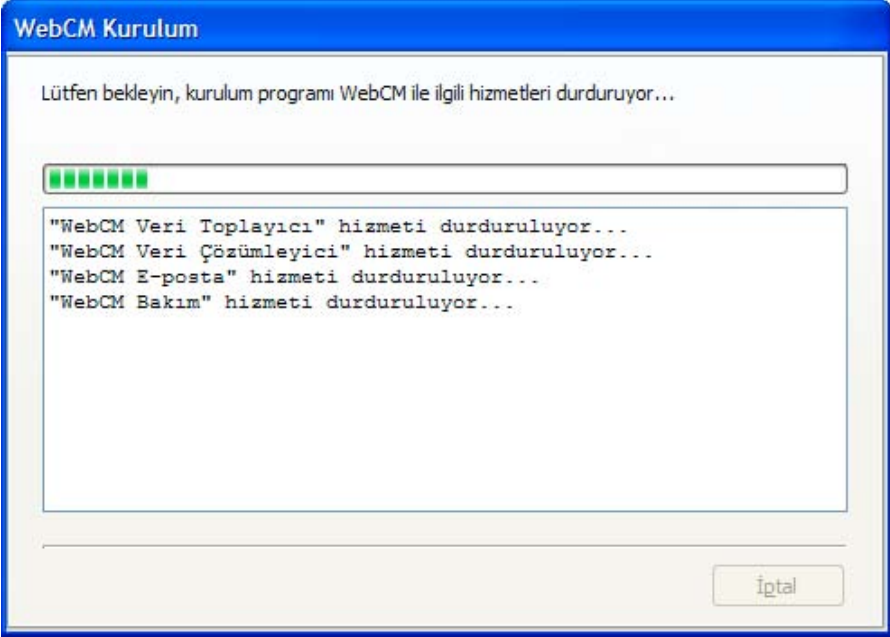 WebCM Kurulum
Lütfen bekleyin, kurulum programı WebCM ile ilgili hizmetleri durduruyor...
"WebCM Veri Toplayıcı" hizmeti durduruluyor...
"WebCM Veri Çözümleyici" hizmeti durduruluyor...
"WebCM E-posta" hizmeti durduruluyor...
"WebCM Bakım" hizmeti durduruluyor...
İptal